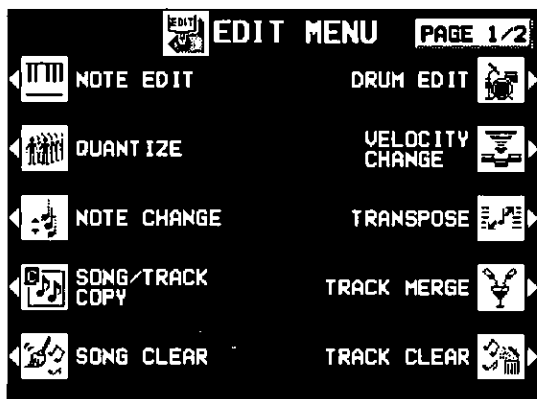 EDIT
EDIT MENU
PAGE 1/2
NOTE EDIT
DRUM EDIT
QUANTIZE
VELOCITY
CHANGE
NOTE CHANGE
TRANSPOSE
C
SONG/TRACK
COPY
TRACK MERGE
SONG CLEAR
TRACK CLEAR